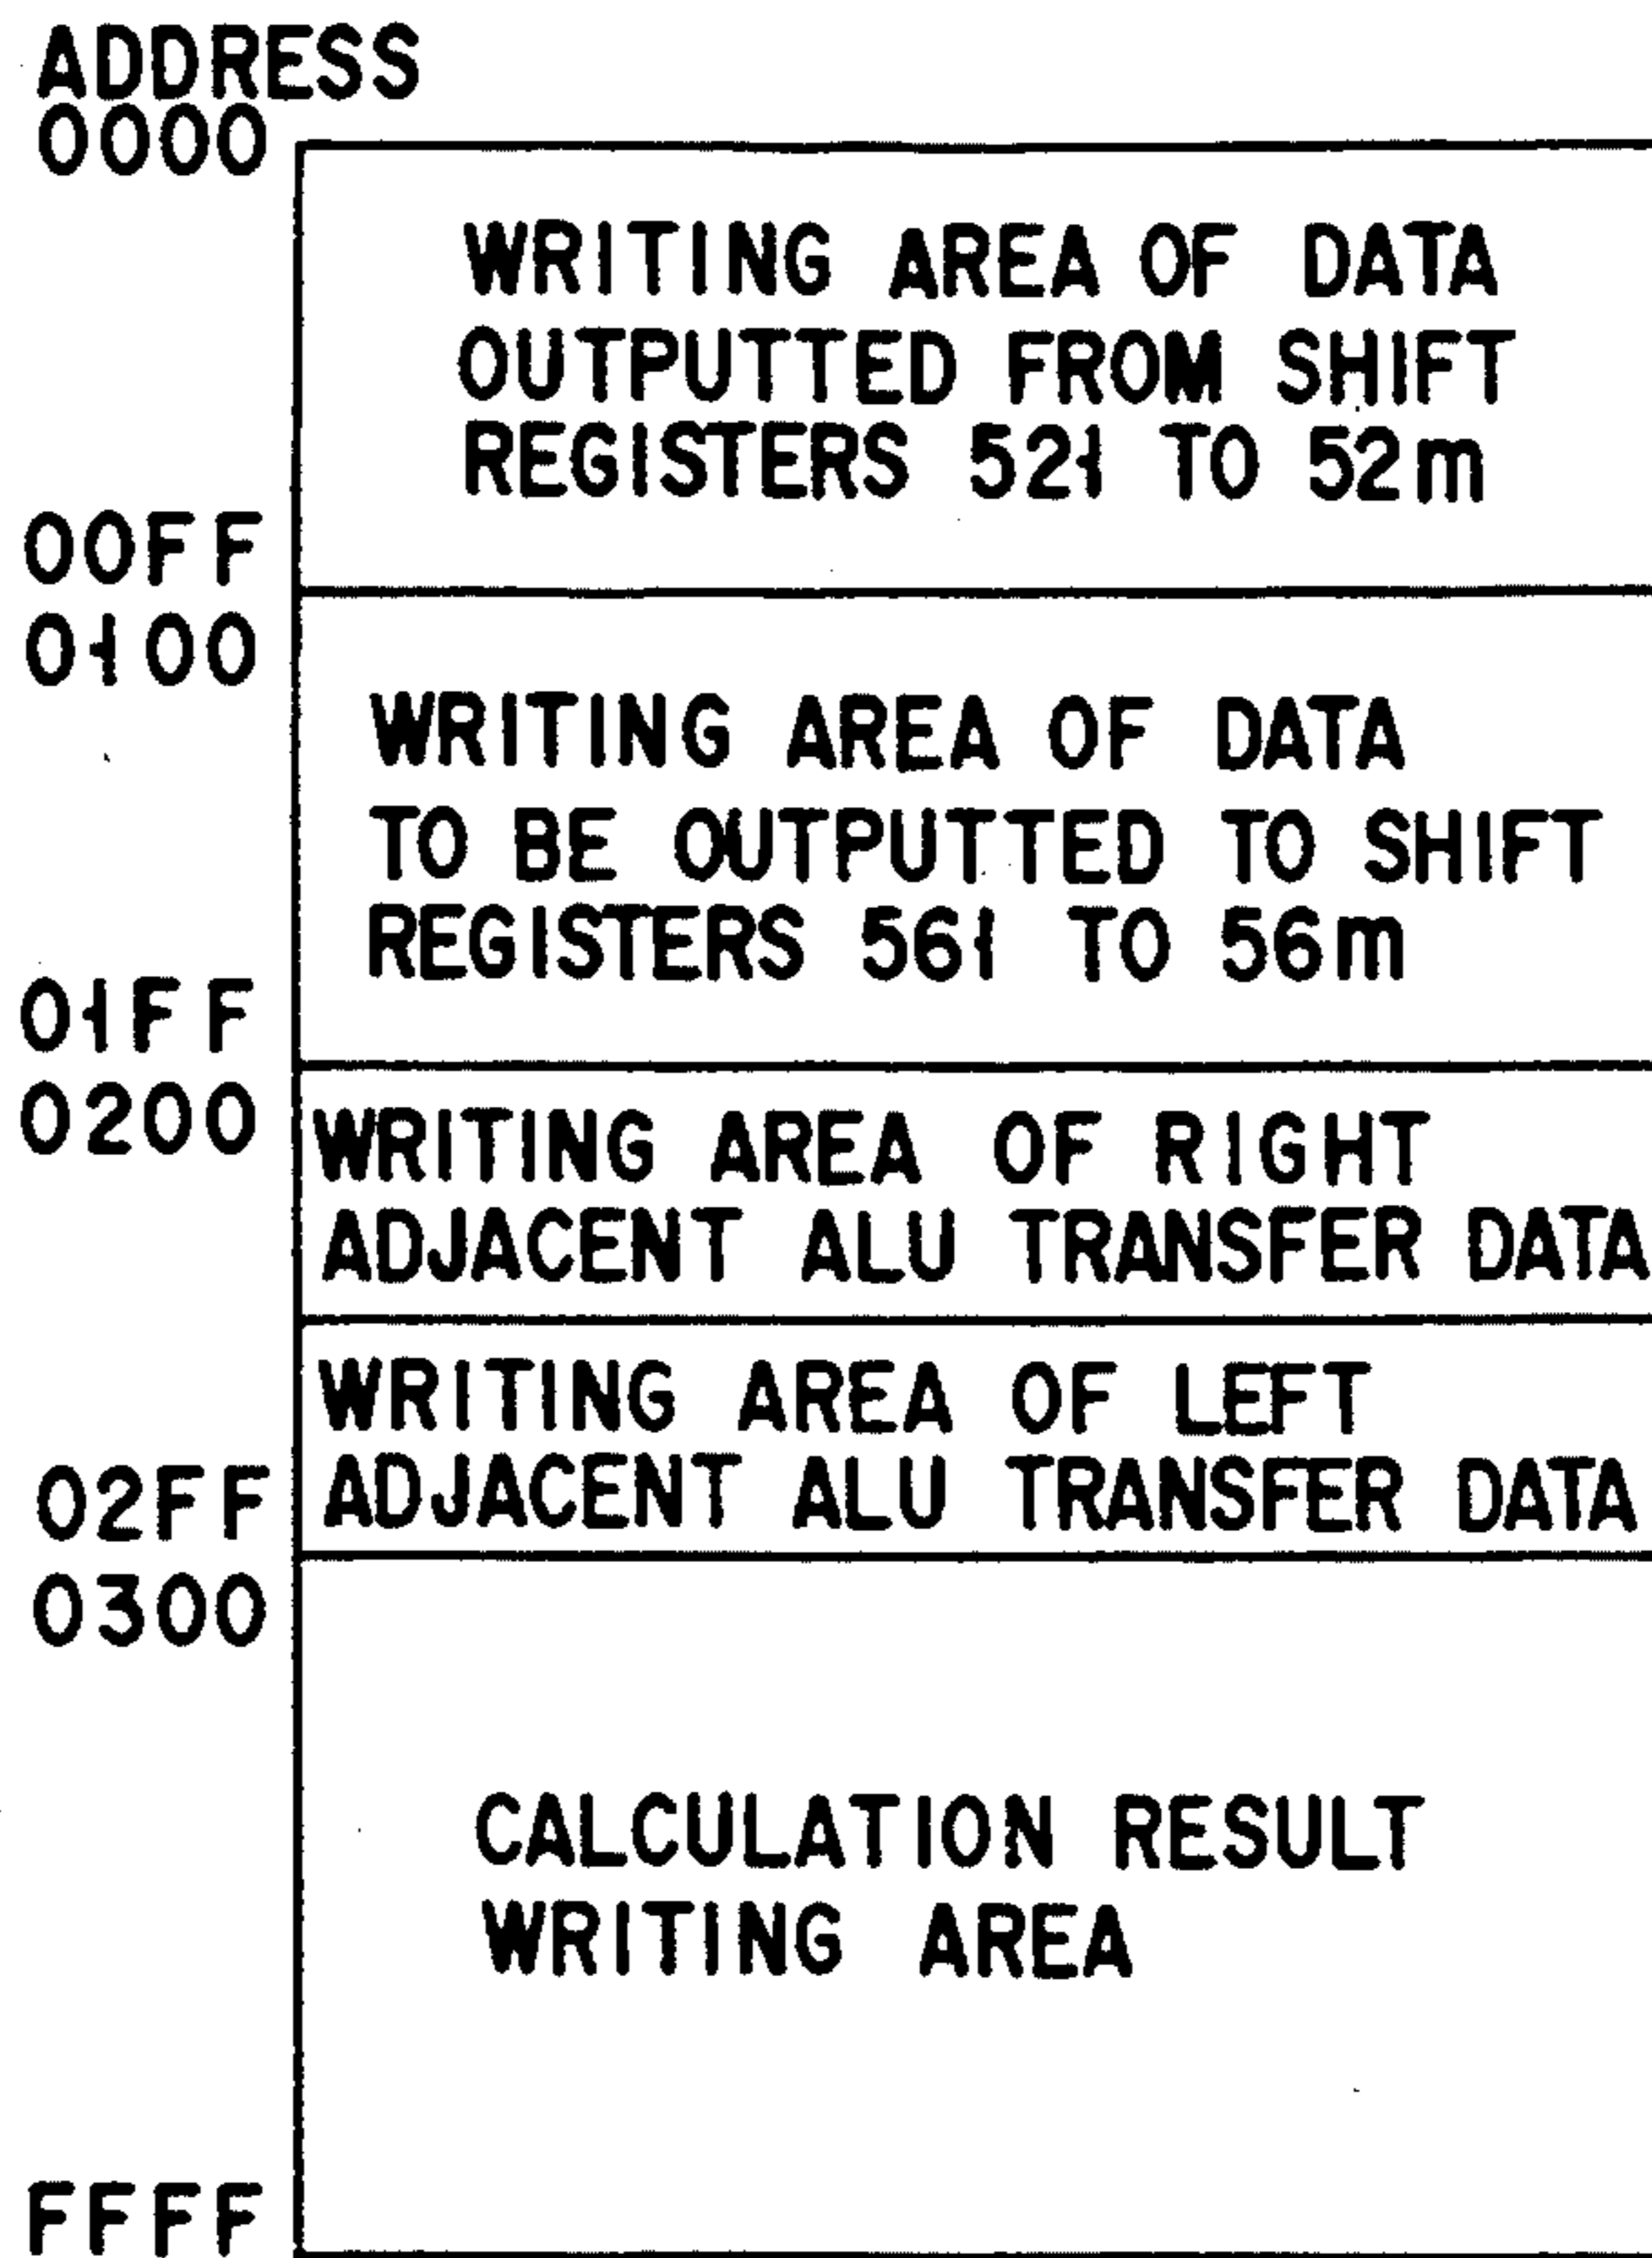 ADDRESS
0000
WRITING AREA OF DATA
OUTPUTTED FROM SHIFT
REGISTERS 521 TO 52m
00FF
0100
WRITING AREA OF DATA
TO BE OUTPUTTED TO SHIFT
REGISTERS 561 TO 56m
01FF
0200
WRITING AREA OF RIGHT
ADJACENT ALU TRANSFER DATA
WRITING AREA OF LEFT
ADJACENT ALU TRANSFER DATA
02FF
0300
CALCULATION RESULT
WRITING AREA
FFFF